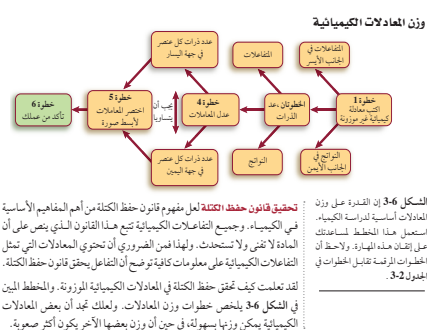 وزن المعادلات الكيميائية
المتفاعلات في
الجانب الأيسر
خطوة 1
اكتب معادلة
كيميائية غير موزونة
النواتج في
الجانب الأيمن
المتفاعلات
الخطوتان
عد
الذرات
النواتج
عدد ذرات كل عنصر
في جهة اليسار
خطوة 4
عدل المعاملات
عدد ذرات كل عنصر
في جهة اليمين
يجب أن
يتساويا
خطوة 5
اختصر المعاملات
لأبسط صورة
خطوة 6
تأكد من عملك
الشكل 3-6 إن القدرة على وزن
المعادلات أساسية لدراسة الكيمياء.
استعمل هذا المخطط لمساعدتك
على إتقان هذه المهارة. ولاحظ أن
الخطوات المرقمة تقابل الخطوات في
الجدول 2-3.
تحقيق قانون حفظ الكتلة لعل مفهوم قانون حفظ الكتلة من أهم المفاهيم الأساسية
في الكيمياء. وجميع التفاعلات الكيميائية تتبع هذا القانون الذي ينص على أن
المادة لا تفنى ولا تستحدث. ولهذا فمن الضروري أن تحتوي المعادلات التي تمثل
التفاعلات الكيميائية على معلومات كافية توضح أن التفاعل يحقق قانون حفظ الكتلة.
لقد تعلمت كيف تحقق حفظ الكتلة في المعادلات الكيميائية الموزونة. والمخطط المبين
في الشكل 3-6 يلخص خطوات وزن المعادلات. ولعلك تجد أن بعض المعادلات
الكيميائية يمكن وزنها بسهولة، في حين أن وزن بعضها الآخر يكون أكثر صعوبة.